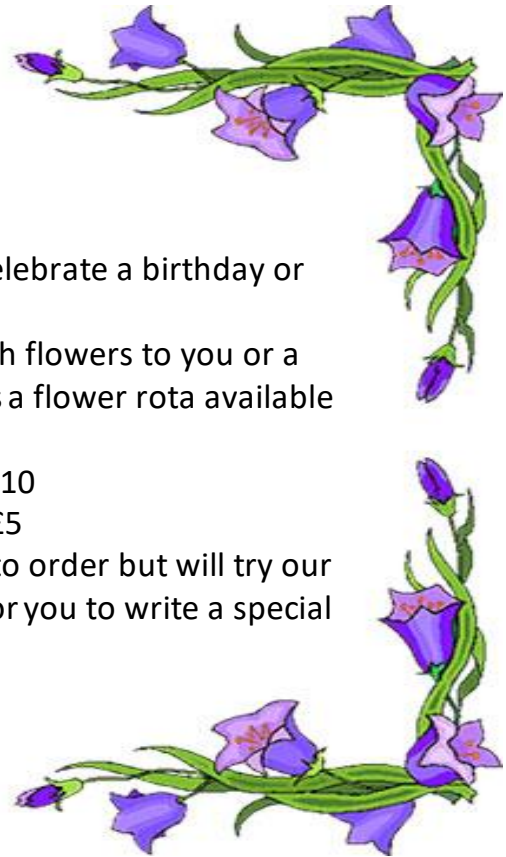 elebrate a birthday or
h flowers to you or a
s a flower rota available
10
£5
to order but will try our
or you to write a special